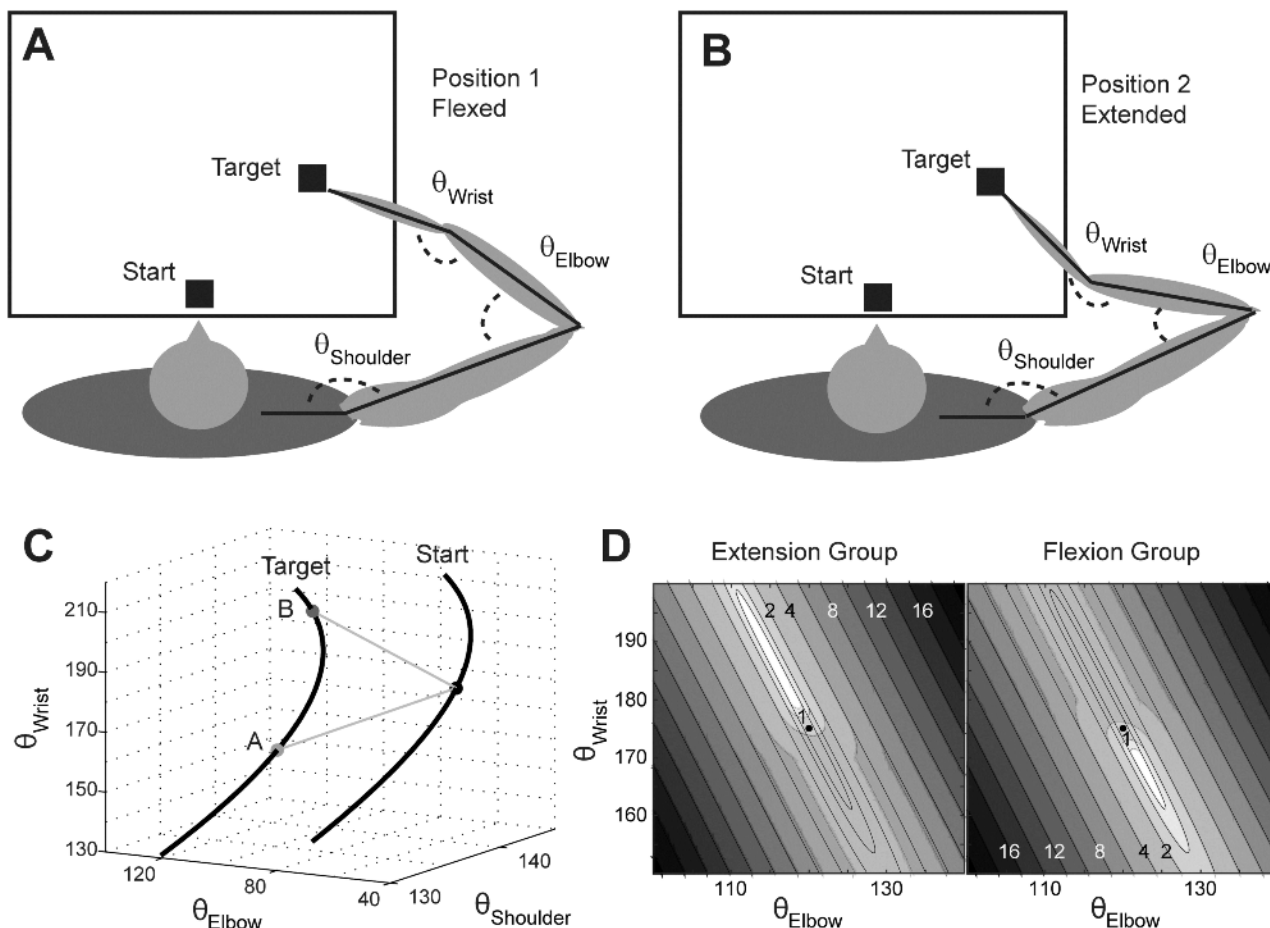 A
Position 1
Flexed
Target
θWrist
θElbow
Start
θShoulder
B
Position 2
Extended
Target
θWrist
θElbow
Start
θShoulder
C
Target
Start
B
A
210
190
170
150
130
θWrist
120
80
40
θElbow
130
140
θShoulder
D
Extension Group
Flexion Group
2 4 8 12 16
1
190
180
170
160
θWrist
110 130
θElbow
1
16 12 8 4 2
110 130
θElbow